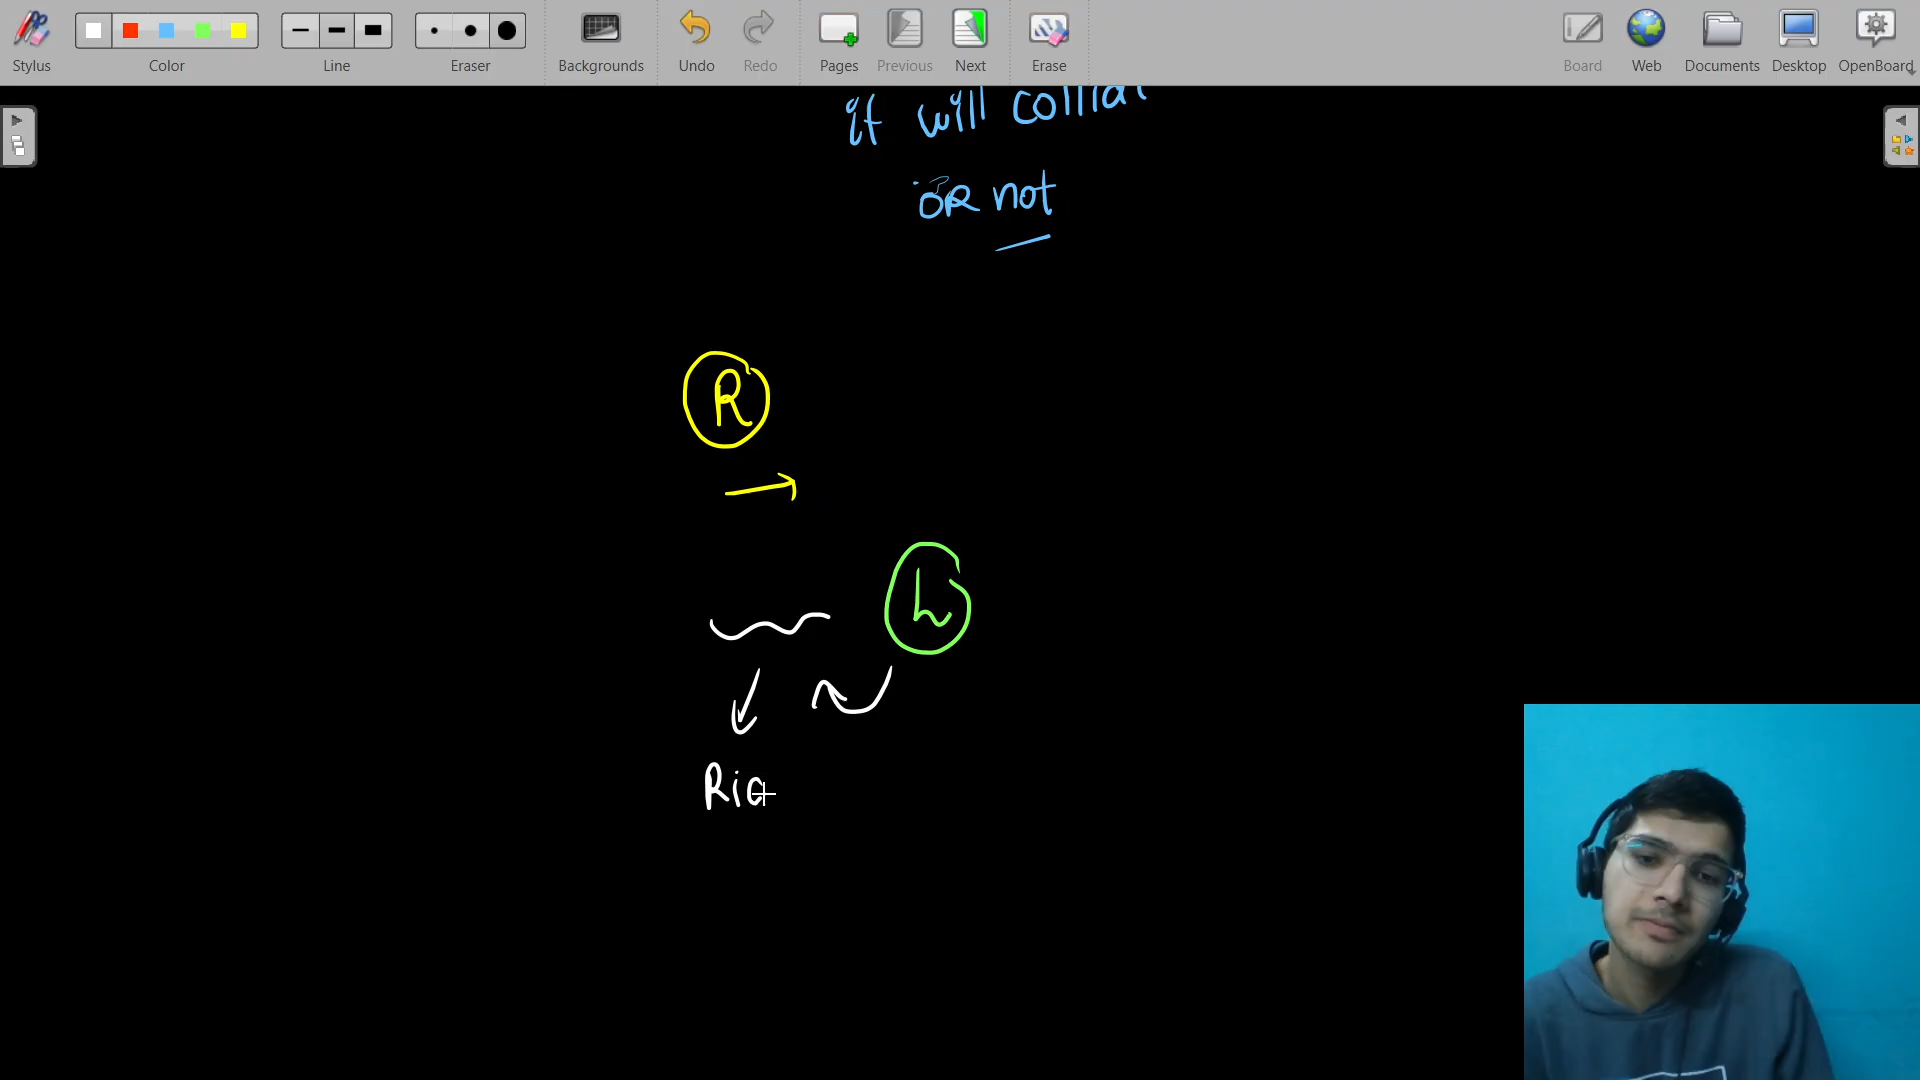 Stylus
Color
Line
Eraser
Backgrounds
Undo
Redo
Pages
Previous
Next
Erase
Board
Web
Documents
Desktop
OpenBoard
it will
OR not
R
L
Ri